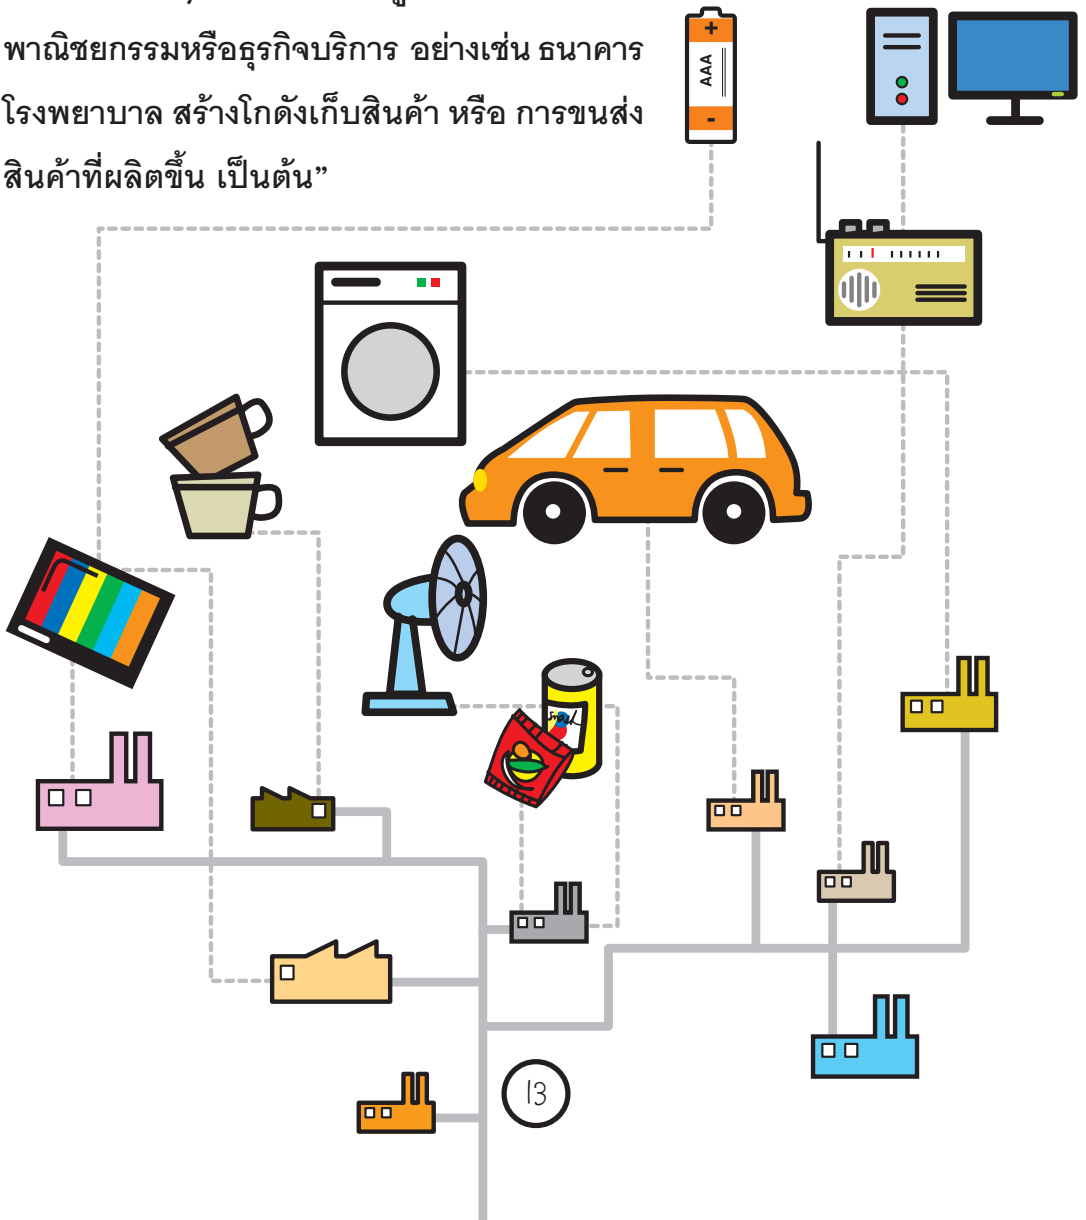 พาณิชยกรรมหรือธุรกิจบริการ อย่างเช่น ธนาคาร
โรงพยาบาล สร้างโกดังเก็บสินค้า หรือ การขนส่ง
สินค้าที่ผลิตขึ้น เป็นต้น”
+
AAA
-
snack
13